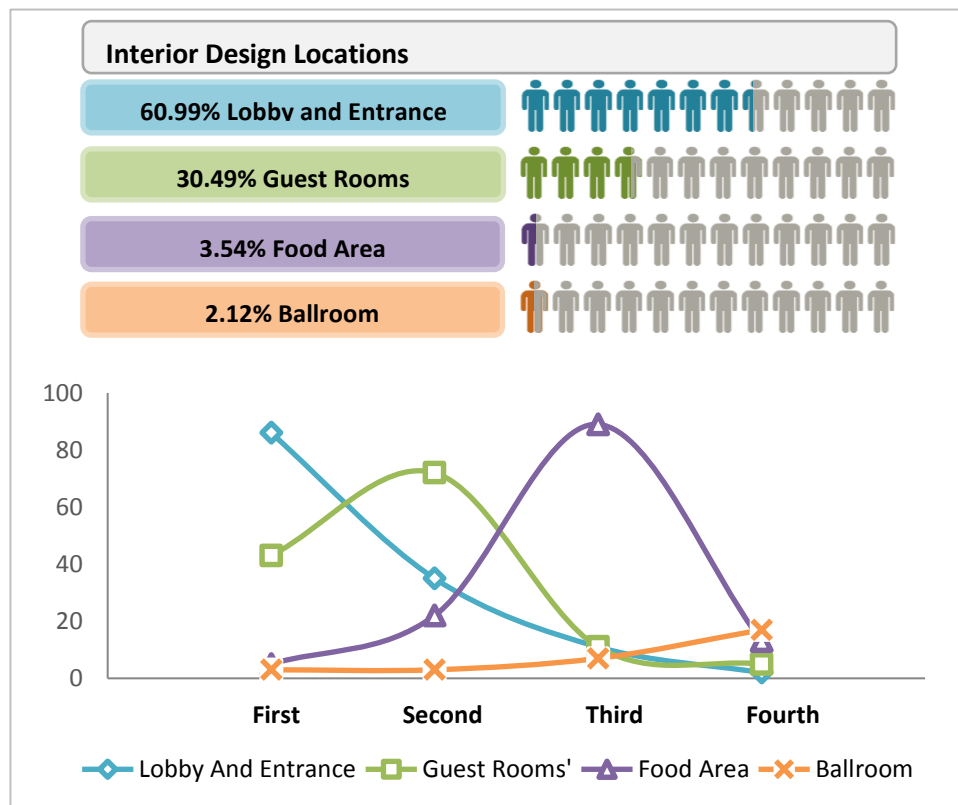 Interior Design Locations
60.99% Lobby and Entrance
30.49% Guest Rooms
3.54% Food Area
2.12% Ballroom
100
80
60
40
20
0
First Second Third Fourth
Lobby And Entrance Guest Rooms' Food Area Ballroom